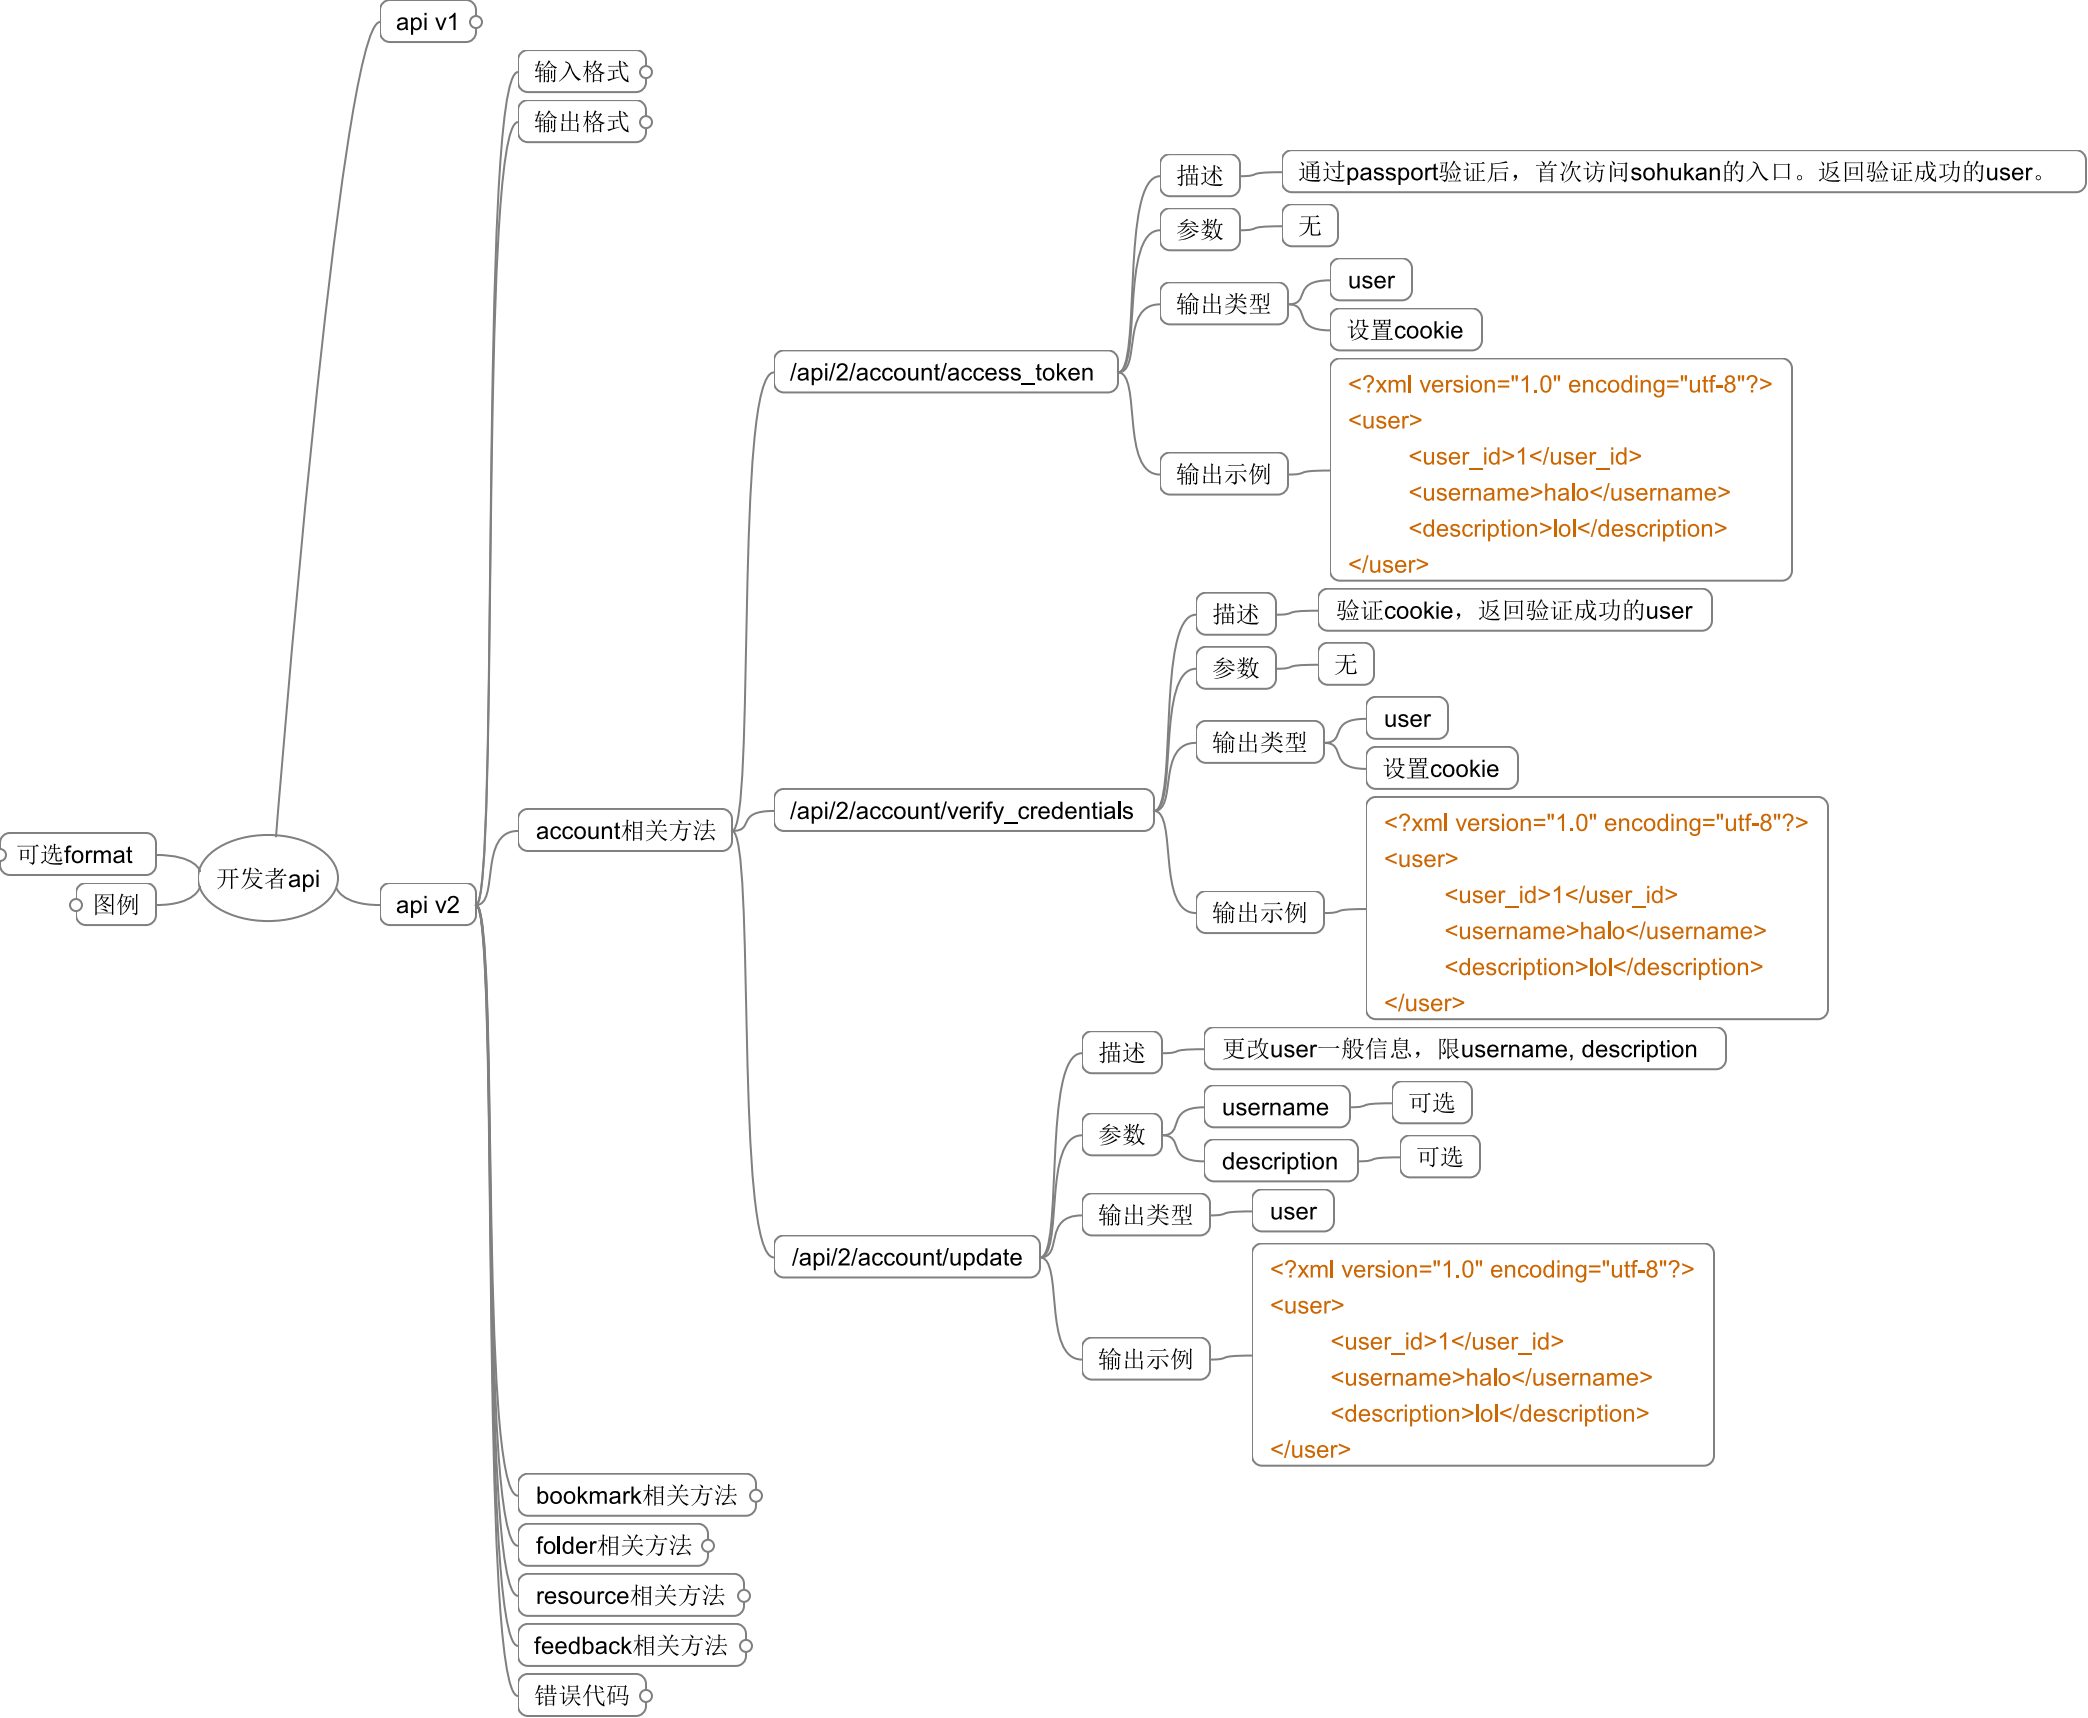 api v1
输入格式
输出格式
/api/2/account/access_token
描述
通过passport验证后，首次访问sohukan的入口。返回验证成功的user。
参数
无
输出类型
user
设置cookie
输出示例
<?xml version="1.0" encoding="utf-8"?>
<user>
<user_id>1</user_id>
<username>halo</username>
<description>lol</description>
</user>
/api/2/account/verify_credentials
描述
验证cookie，返回验证成功的user
参数
无
输出类型
user
设置cookie
输出示例
<?xml version="1.0" encoding="utf-8"?>
<user>
<user_id>1</user_id>
<username>halo</username>
<description>lol</description>
</user>
account相关方法
可选format
图例
开发者api
api v2
/api/2/account/update
描述
更改user一般信息，限username, description
参数
username
可选
description
可选
输出类型
user
输出示例
<?xml version="1.0" encoding="utf-8"?>
<user>
<user_id>1</user_id>
<username>halo</username>
<description>lol</description>
</user>
bookmark相关方法
folder相关方法
resource相关方法
feedback相关方法
错误代码